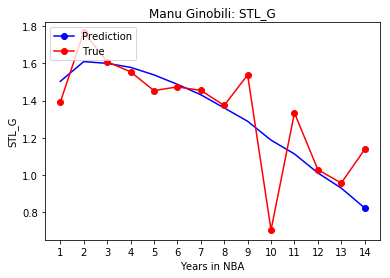 Manu Ginobili: STL_G
Prediction
True
STL_G
1.8
1.6
1.4
1.2
1.0
0.8
1 2 3 4 5 6 7 8 9 10 11 12 13 14
Years in NBA